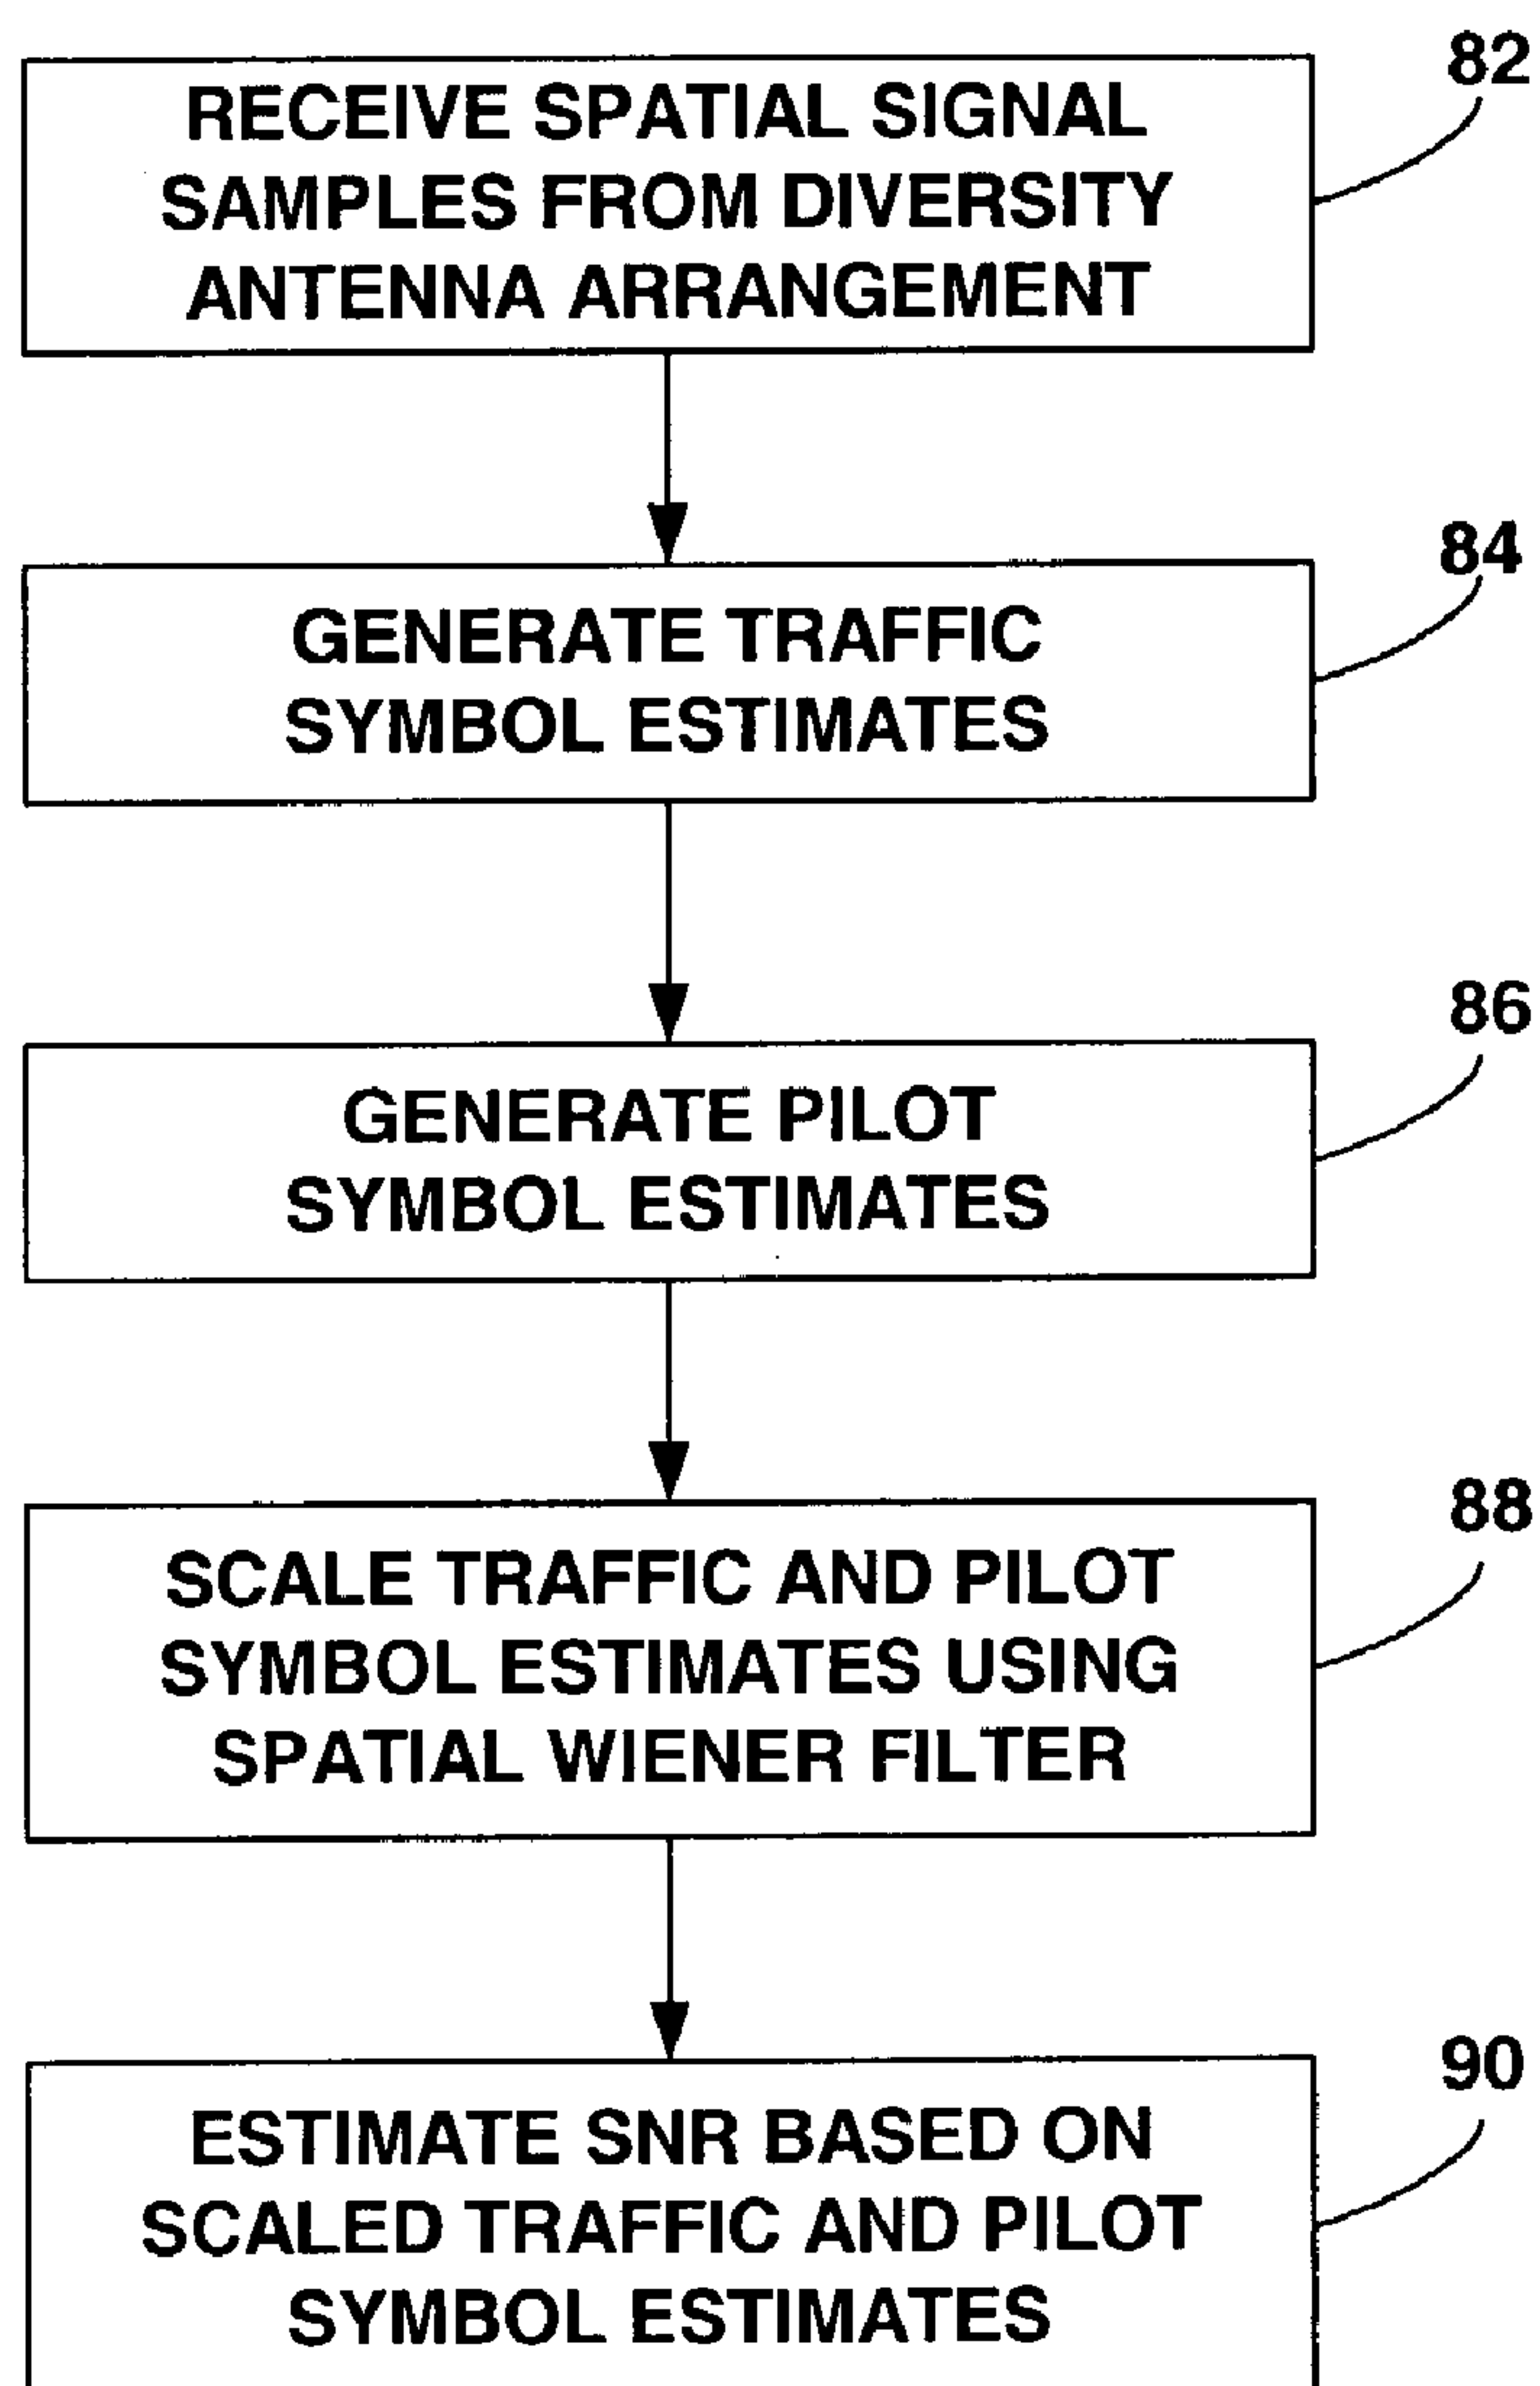 82
RECEIVE SPATIAL SIGNAL
SAMPLES FROM DIVERSITY
ANTENNA ARRANGEMENT
84
GENERATE TRAFFIC
SYMBOL ESTIMATES
86
GENERATE PILOT
SYMBOL ESTIMATES
88
SCALE TRAFFIC AND PILOT
SYMBOL ESTIMATES USING
SPATIAL WIENER FILTER
90
ESTIMATE SNR BASED ON
SCALED TRAFFIC AND PILOT
SYMBOL ESTIMATES